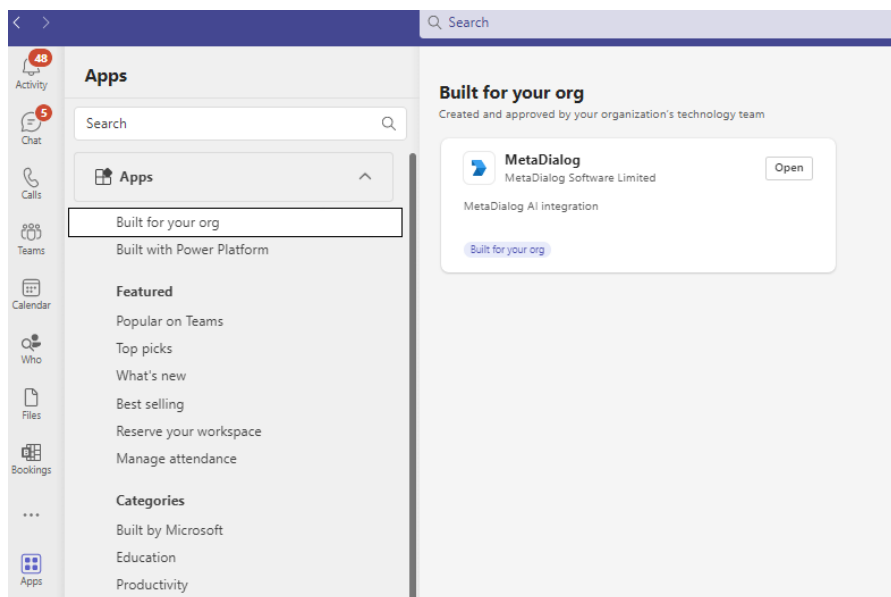 Search
48
Activity
5
Chat
Calls
Teams
Calendar
Who
Files
Bookings
Apps
Apps
Search
Apps
Built for your org
Built with Power Platform
Featured
Popular on Teams
Top picks
What's new
Best selling
Reserve your workspace
Manage attendance
Categories
Built by Microsoft
Education
Productivity
Built for your org
Created and approved by your organization's technology team
MetaDialog
MetaDialog Software Limited
Open
MetaDialog AI integration
Built for your org